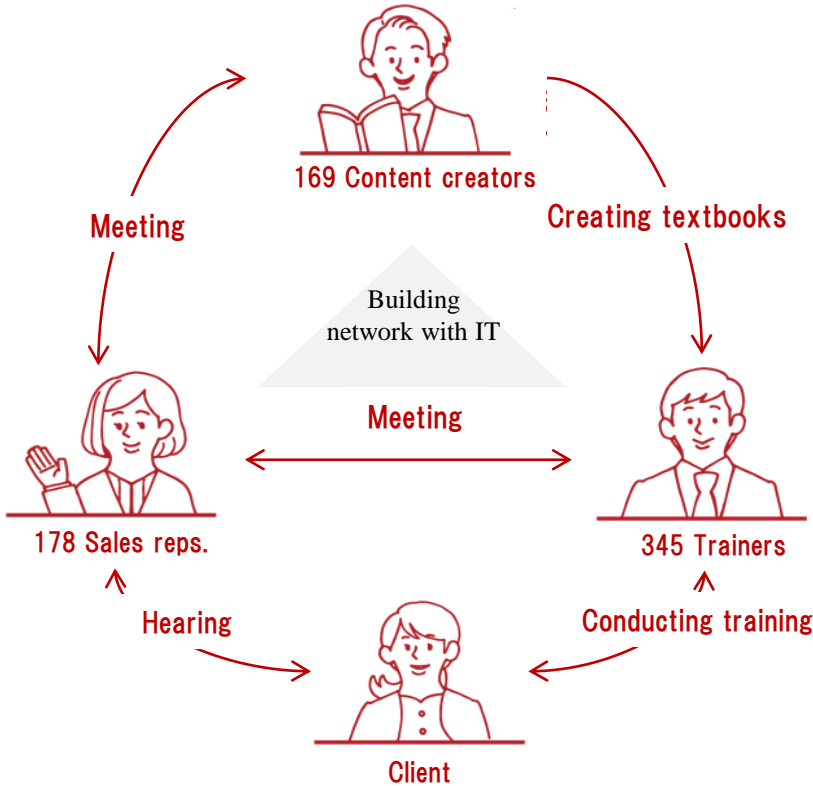 169 Content creators
Meeting
Creating textbooks
Building
network with IT
Meeting
178 Sales reps.
345 Trainers
Hearing
Conducting training
Client